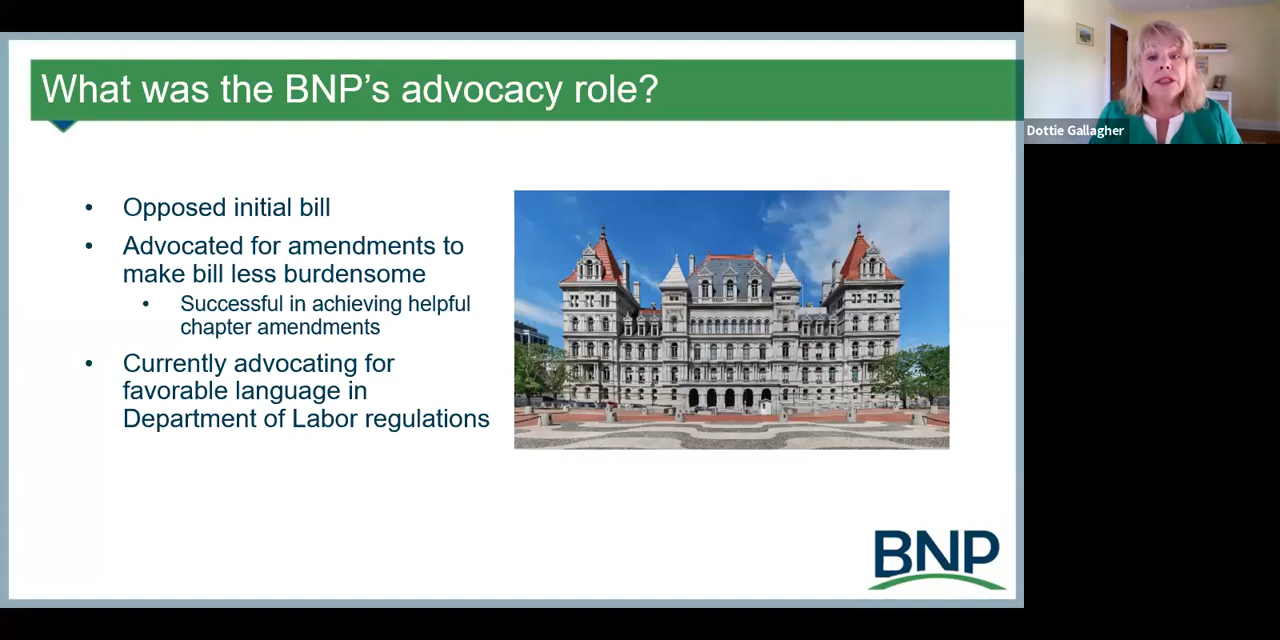 What was the BNP's advocacy role?
Dottie Gallagher
• Opposed initial bill
• Advocated for amendments to
make bill less burdensome
• Successful in achieving helpful
chapter amendments
• Currently advocating for
favorable language in
Department of Labor regulations
BNP